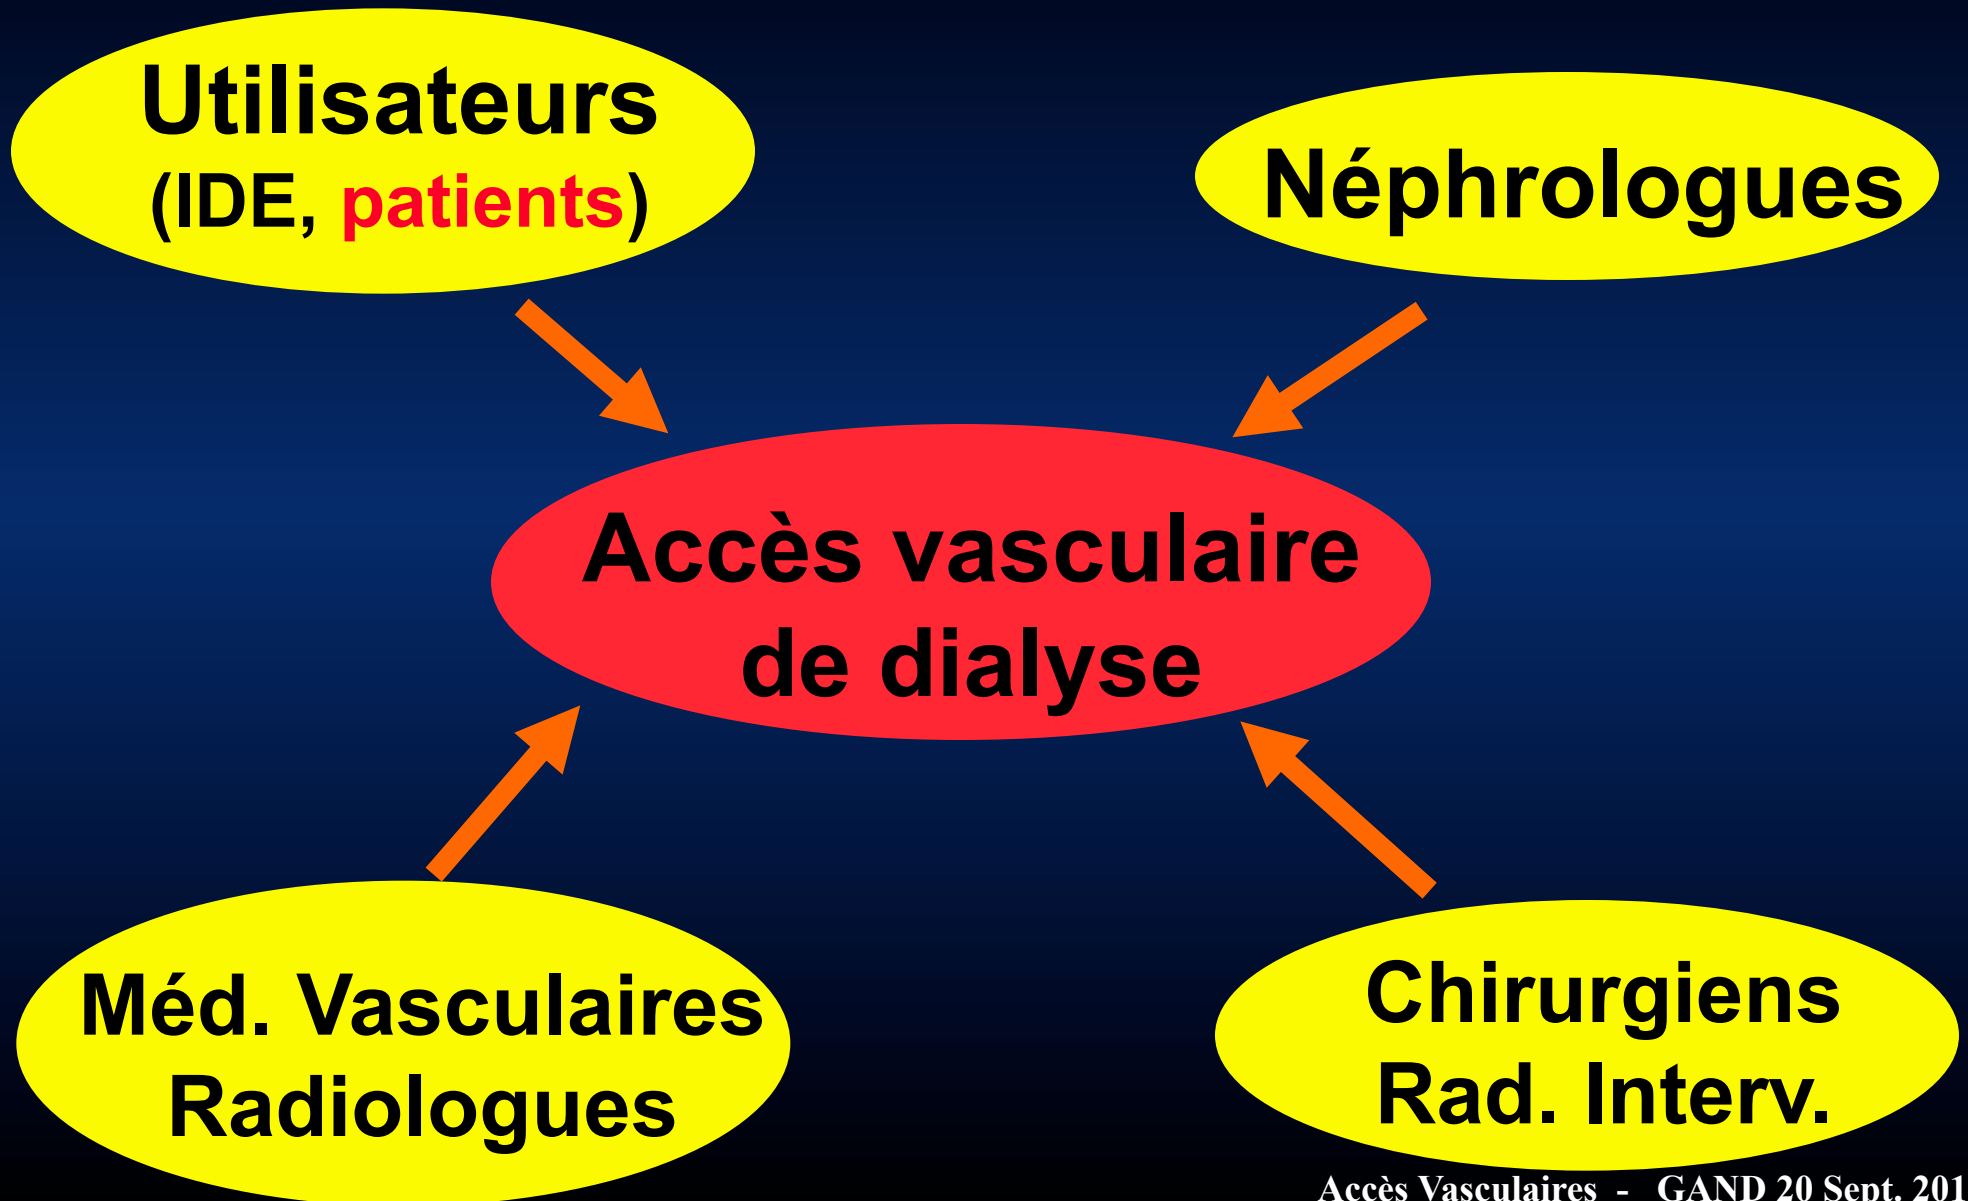 Utilisateurs
(IDE, patients)
Néphrologues
Accès vasculaire
de dialyse
Méd. Vasculaires
Radiologues
Chirurgiens
Rad. Interv.
Accès Vasculaires - GAND 20 Sept. 201